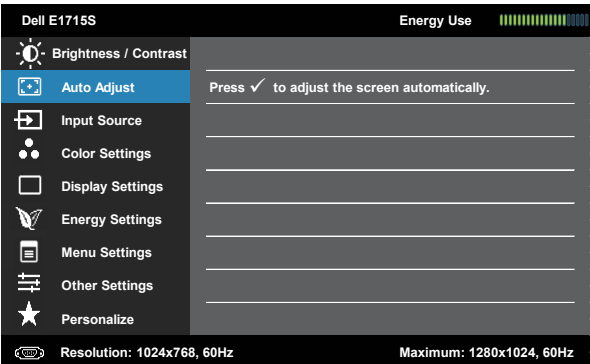 Dell E1715S Energy Use
Brightness / Contrast
Auto Adjust Press ✓ to adjust the screen automatically.
Input Source
Color Settings
Display Settings
Energy Settings
Menu Settings
Other Settings
Personalize
Resolution: 1024x768, 60Hz Maximum: 1280x1024, 60Hz